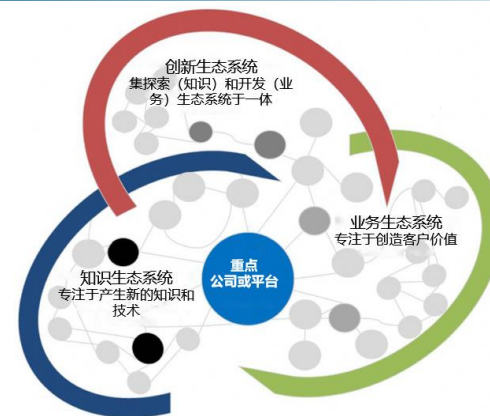 创新生态系统
集探索（知识）和开发（业
务）生态系统于一体
业务生态系统
专注于创造客户价值
重点
公司或平台
知识生态系统
专注于产生新的知识和
技术